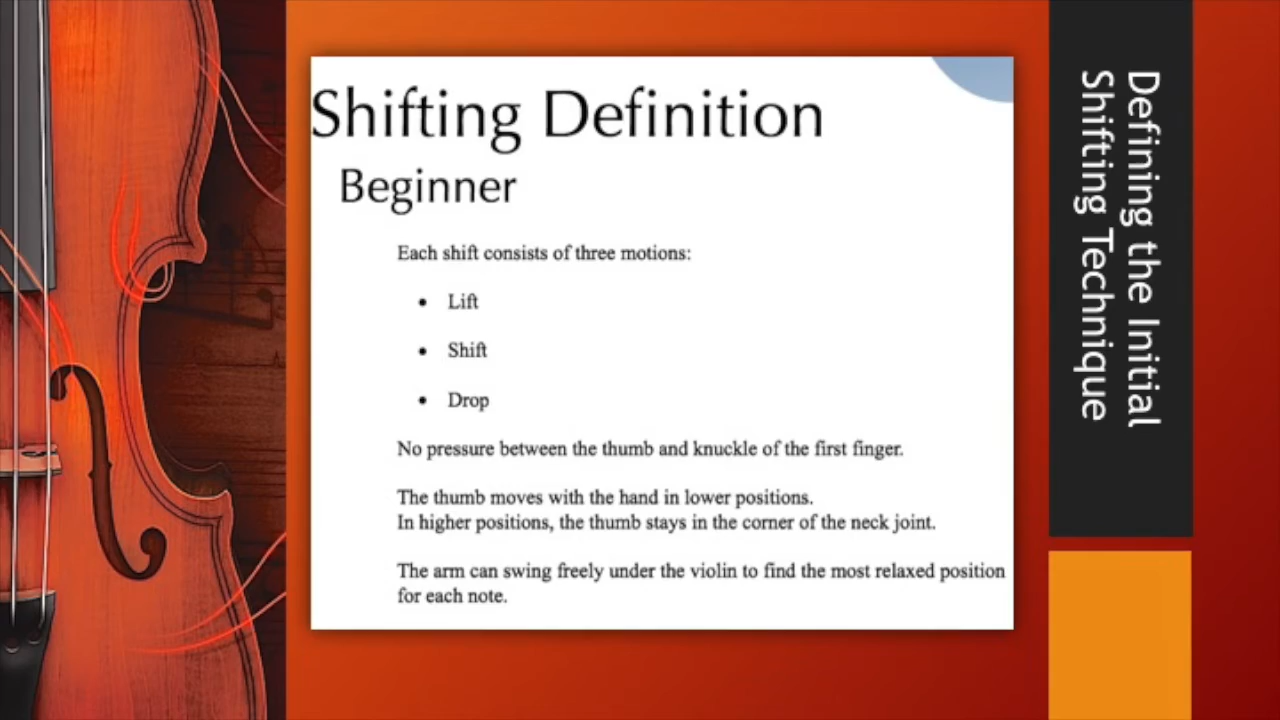 Shifting Definition
Beginner
Each shift consists of three motions:
• Lift
• Shift
• Drop
No pressure between the thumb and knuckle of the first finger.
The thumb moves with the hand in lower positions.
In higher positions, the thumb stays in the corner of the neck joint.
The arm can swing freely under the violin to find the most relaxed position
for each note.
Defining the Initial
Shifting Technique